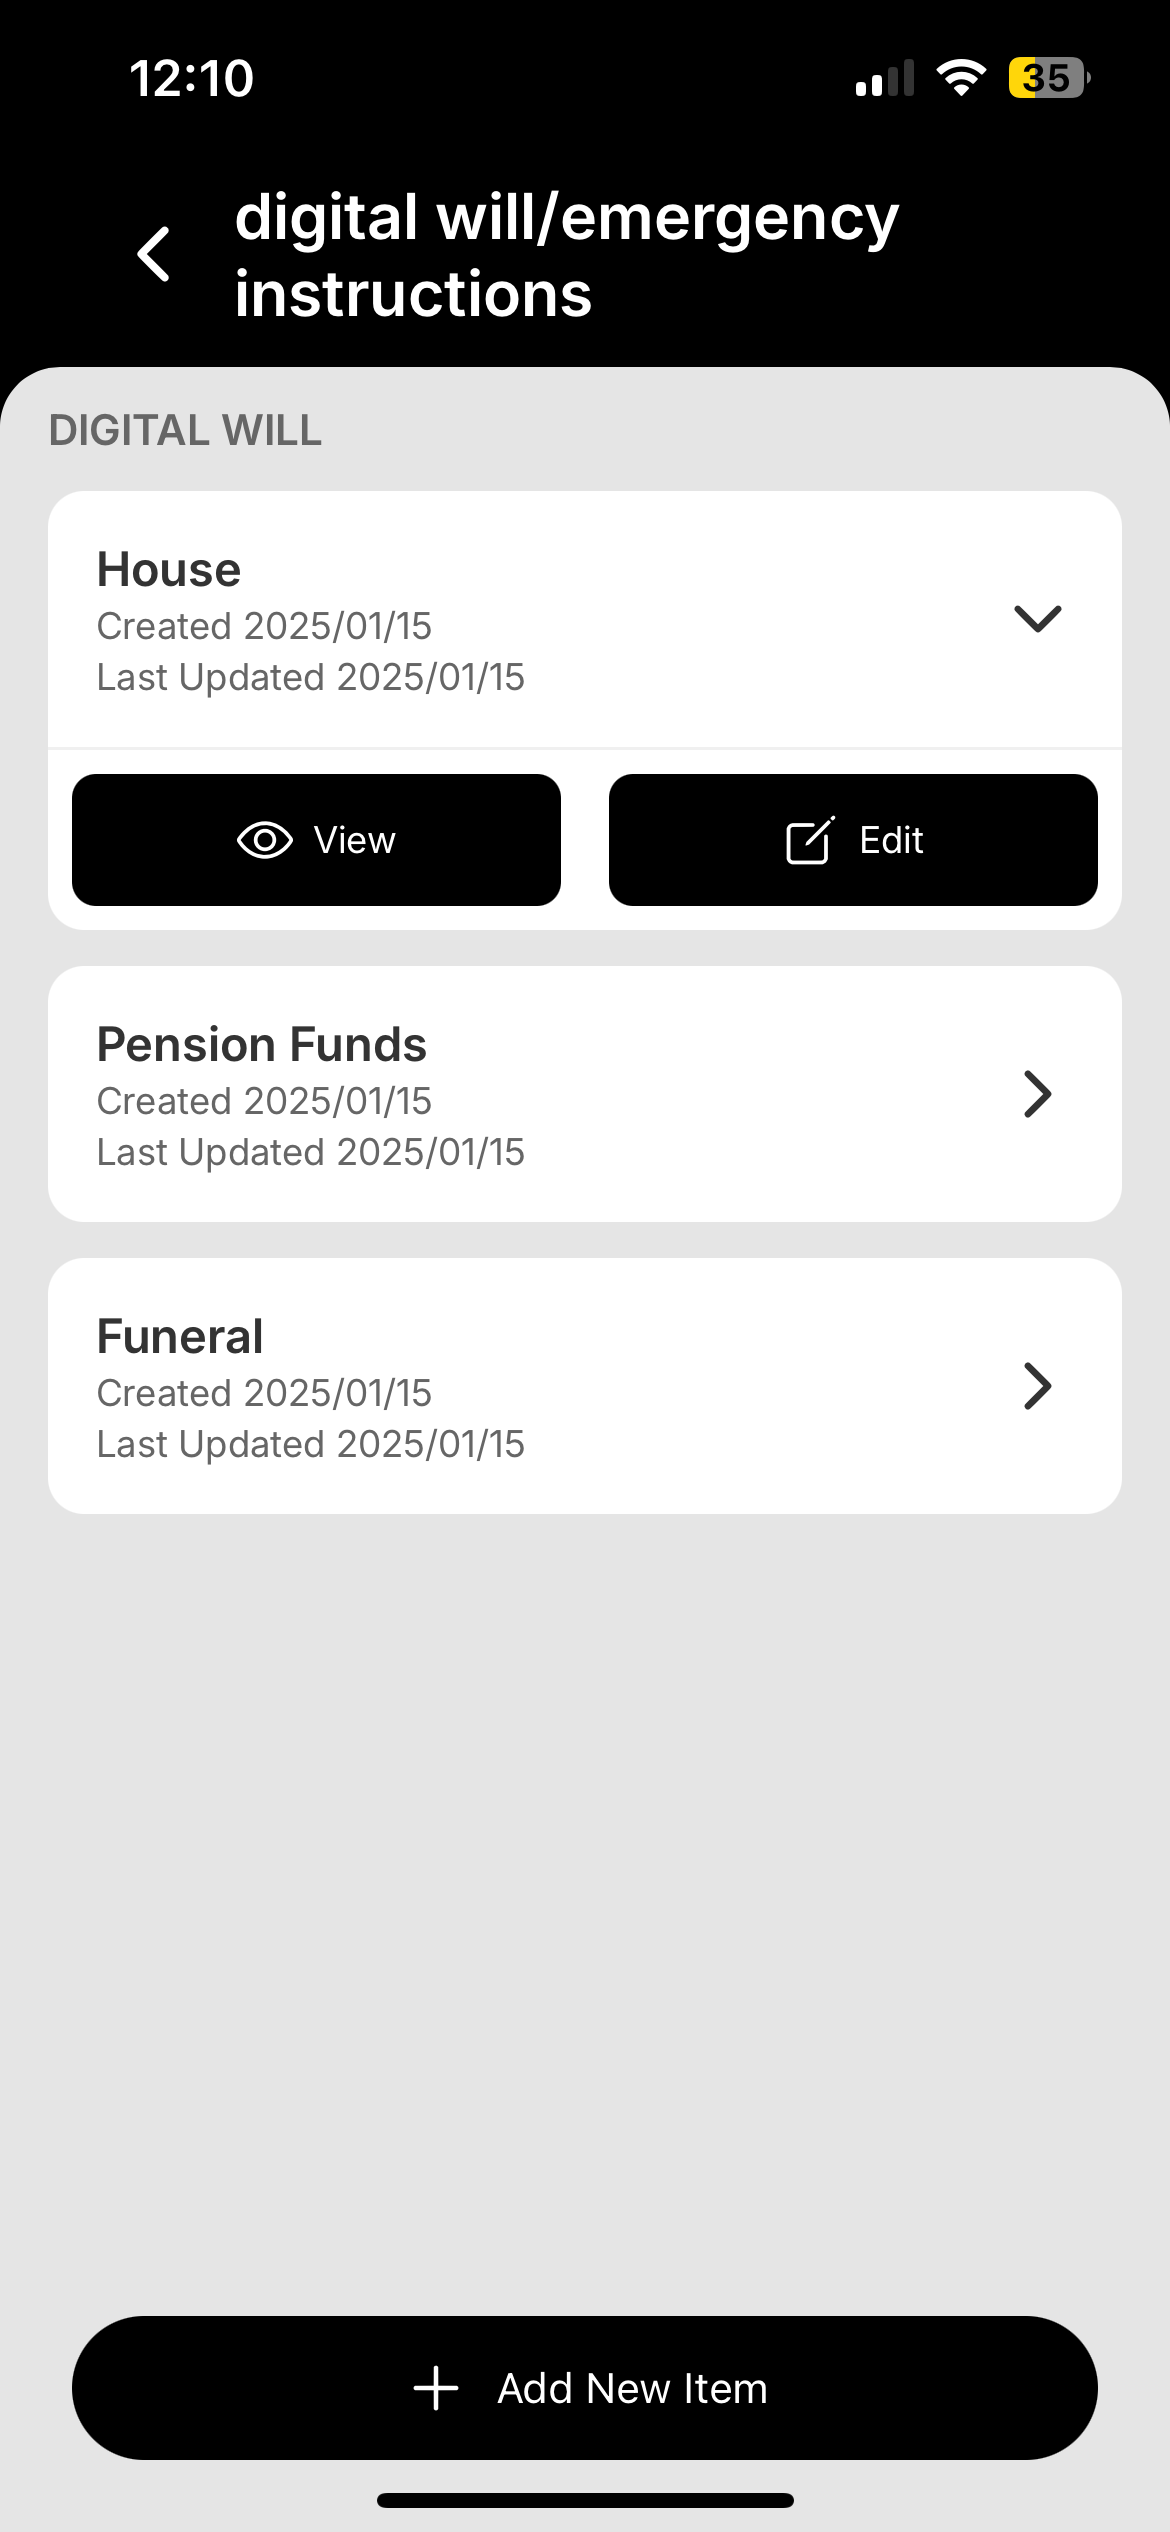 12:10
35
digital will/emergency
instructions
DIGITAL WILL
House
Created 2025/01/15
Last Updated 2025/01/15
View
Edit
Pension Funds
Created 2025/01/15
Last Updated 2025/01/15
Funeral
Created 2025/01/15
Last Updated 2025/01/15
Add New Item